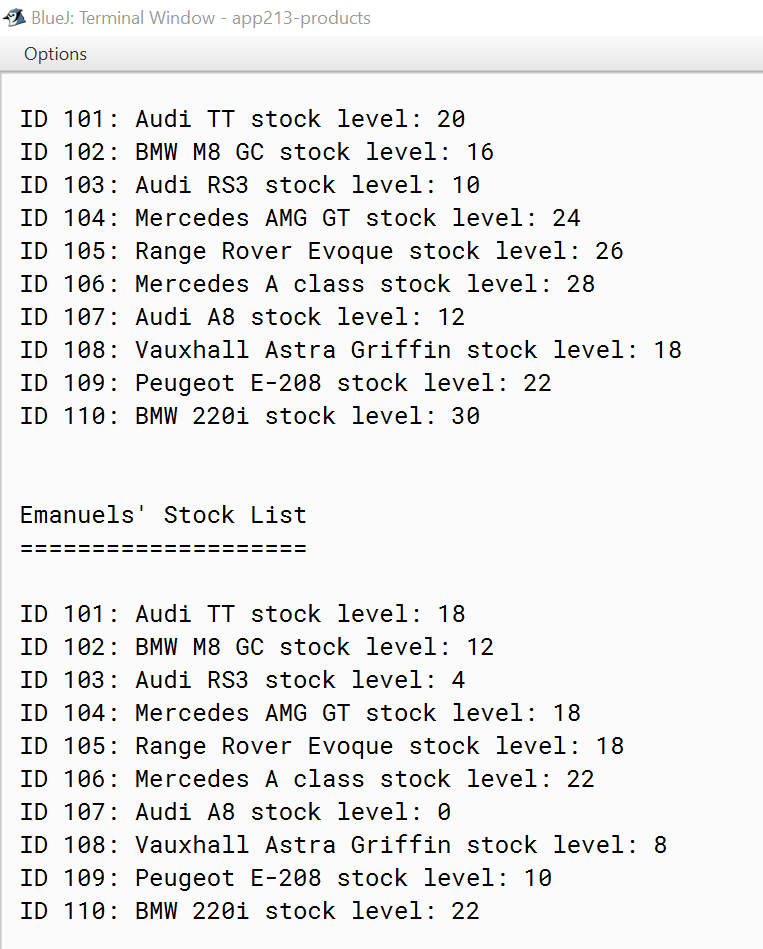 BlueJ: Terminal Window - app213-products
Options
ID 101: Audi TT stock level: 20
ID 102: BMW M8 GC stock level: 16
ID 103: Audi RS3 stock level: 10
ID 104: Mercedes AMG GT stock level: 24
ID 105: Range Rover Evoque stock level: 26
ID 106: Mercedes A class stock level: 28
ID 107: Audi A8 stock level: 12
ID 108: Vauxhall Astra Griffin stock level: 18
ID 109: Peugeot E-208 stock level: 22
ID 110: BMW 220i stock level: 30
Emanuels' Stock List
====================
ID 101: Audi TT stock level: 18
ID 102: BMW M8 GC stock level: 12
ID 103: Audi RS3 stock level: 4
ID 104: Mercedes AMG GT stock level: 18
ID 105: Range Rover Evoque stock level: 18
ID 106: Mercedes A class stock level: 22
ID 107: Audi A8 stock level: 0
ID 108: Vauxhall Astra Griffin stock level: 8
ID 109: Peugeot E-208 stock level: 10
ID 110: BMW 220i stock level: 22